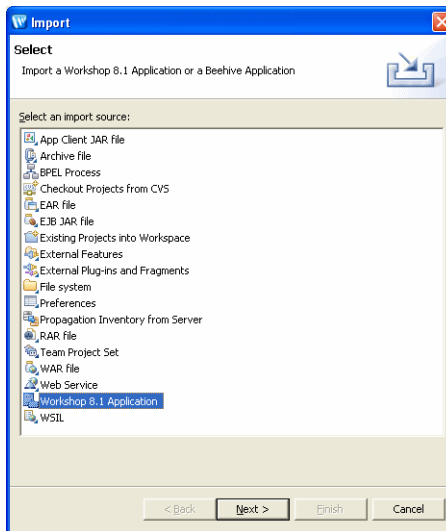 Import
Select
Import a Workshop 8.1 Application or a Beehive Application
Select an import source:
App Client JAR file
Archive file
BPEL Process
Checkout Projects from CVS
EAR file
EJB JAR file
Existing Projects into Workspace
External Features
External Plug-ins and Fragments
File system
Preferences
Propagation Inventory from Server
RAR file
Team Project Set
WAR file
Web Service
Workshop 8.1 Application
WSIL
< Back Next > Finish Cancel